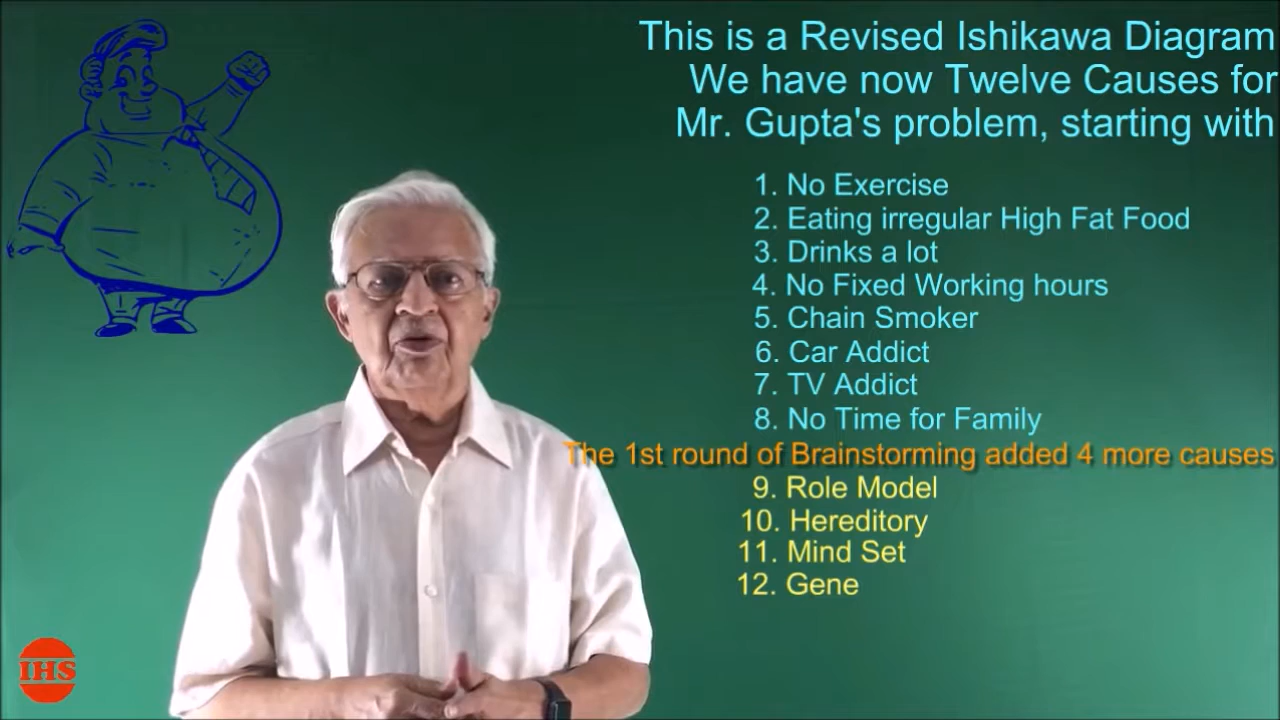 This is a Revised Ishikawa Diagram
We have now Twelve Causes for
Mr. Gupta's problem, starting with
1. No Exercise
2. Eating irregular High Fat Food
3. Drinks a lot
4. No Fixed Working hours
5. Chain Smoker
6. Car Addict
7. TV Addict
8. No Time for Family
The 1st round of Brainstorming added 4 more causes
9. Role Model
10. Hereditory
11. Mind Set
12. Gene
IHS